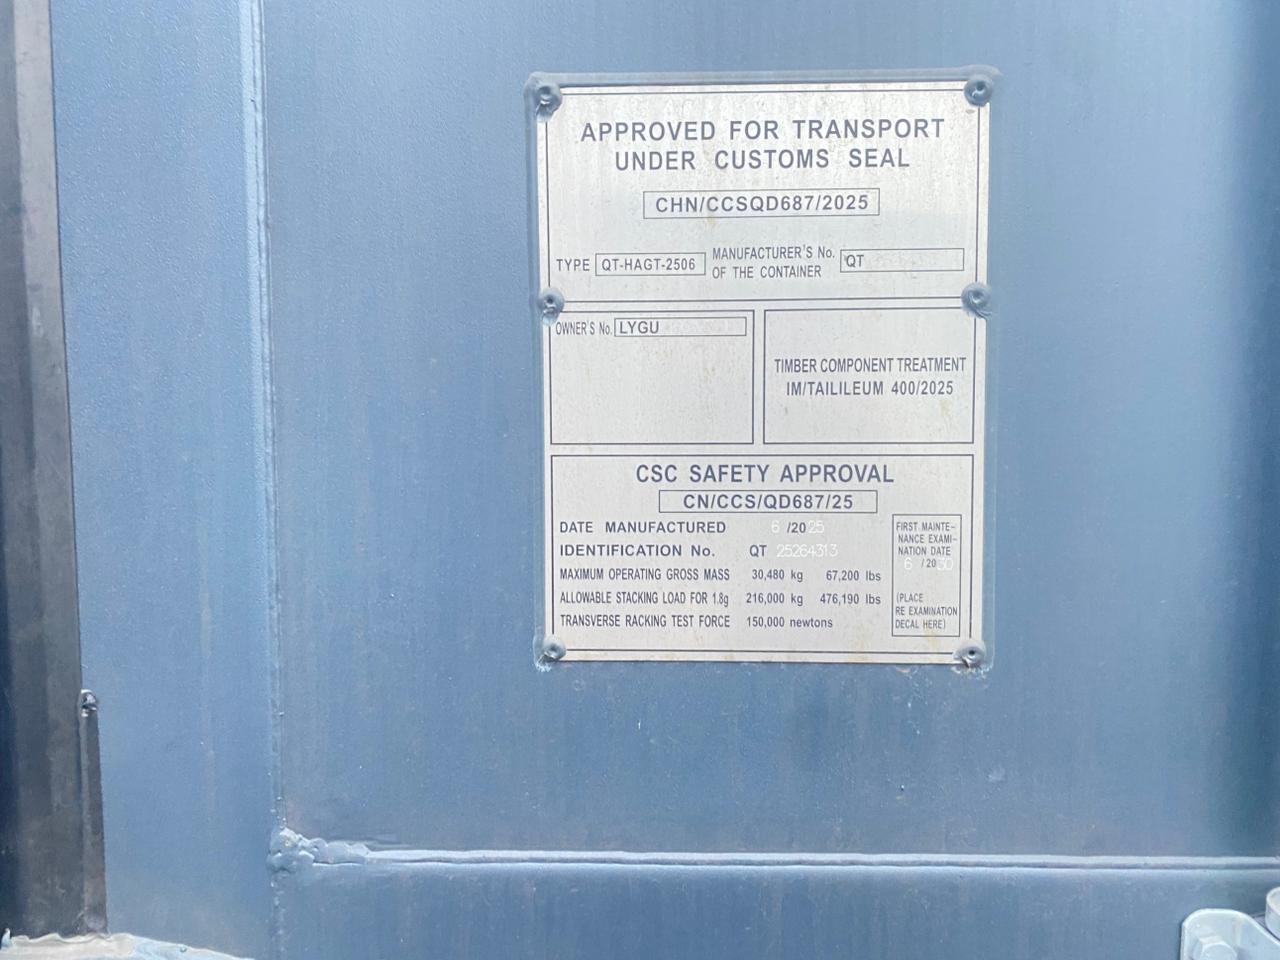 APPROVED FOR TRANSPORT
UNDER CUSTOMS SEAL
CHN/CCSQD687/2025
TYPE QT-HAGT-2506 MANUFACTURER'S No. OF THE CONTAINER QT
OWNER'S No. LYGU
TIMBER COMPONENT TREATMENT
IM/TAILILEUM 400/2025
CSC SAFETY APPROVAL
CN/CCS/QD687/25
DATE MANUFACTURED 6 /2025
IDENTIFICATION No. QT 25264313
MAXIMUM OPERATING GROSS MASS 30,480 kg 67,200 lbs
ALLOWABLE STACKING LOAD FOR 1.8g 216,000 kg 476,190 lbs
TRANSVERSE RACKING TEST FORCE 150,000 newtons
FIRST MAINTE-
NANCE EXAMI-
NATION DATE
6 /2030
(PLACE
RE EXAMINATION
DECAL HERE)